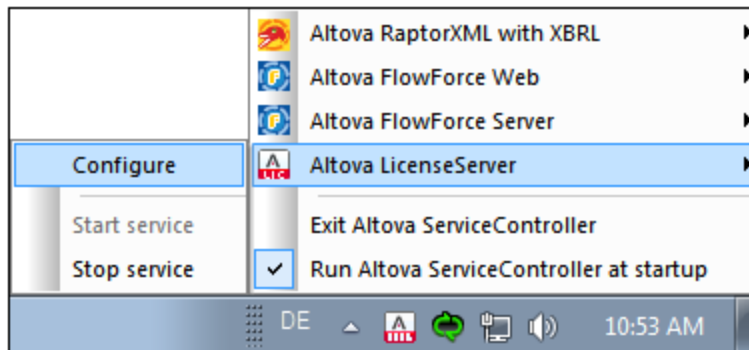 Altova RaptorXML with XBRL
Altova FlowForce Web
Altova FlowForce Server
Configure
A LIC Altova LicenseServer
Start service
Exit Altova ServiceController
Stop service
Run Altova ServiceController at startup
DE
10:53 AM